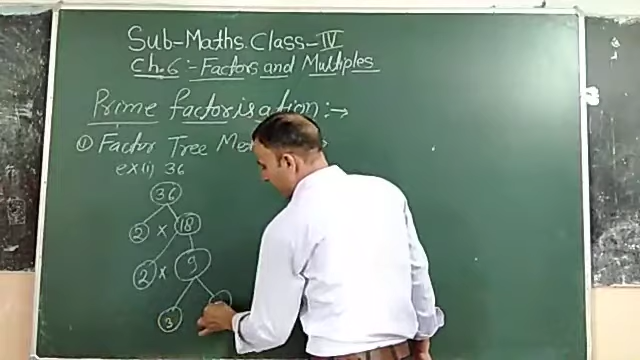 Sub-Maths. Class-IV
Ch.6:- Factors and Multiples
Prime factorisation:→
① Factor Tree
ex(i) 36
36
2 x 18
2 x 9
3